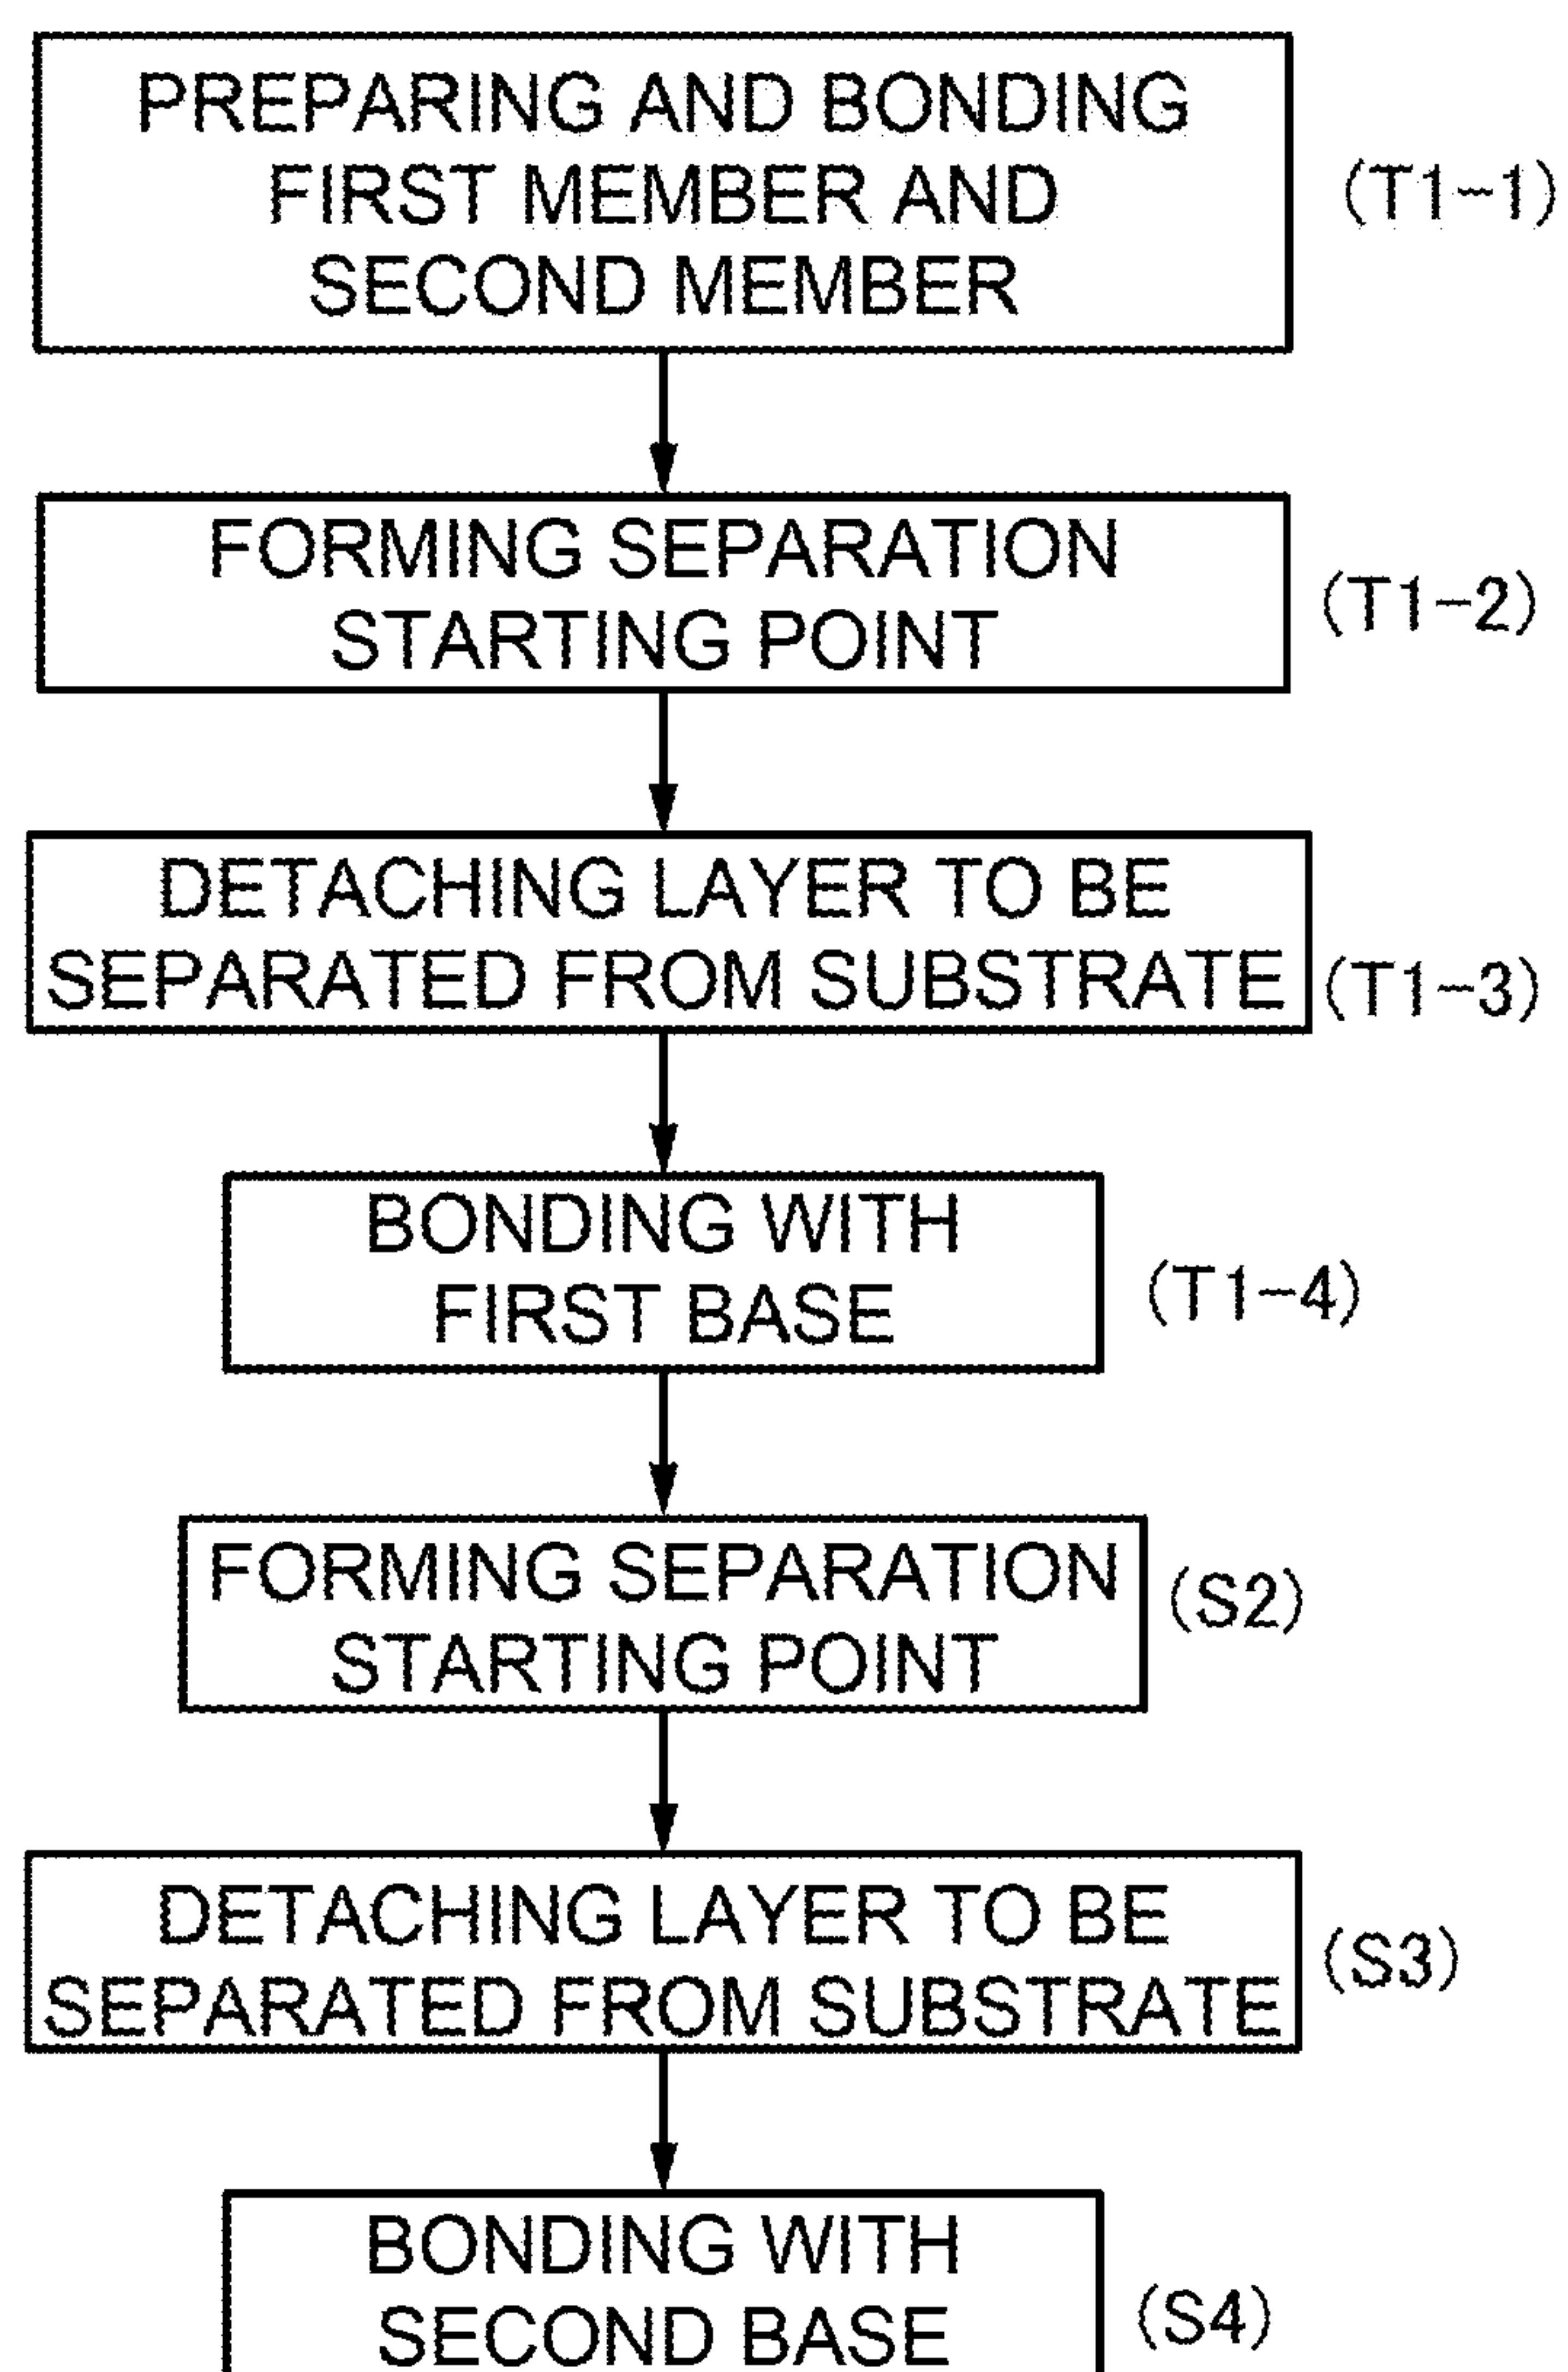 PREPARING AND BONDING
FIRST MEMBER AND
SECOND MEMBER
(T1-1)
FORMING SEPARATION
STARTING POINT
(T1-2)
DETACHING LAYER TO BE
SEPARATED FROM SUBSTRATE
(T1-3)
BONDING WITH
FIRST BASE
(T1-4)
FORMING SEPARATION
STARTING POINT
(S2)
DETACHING LAYER TO BE
SEPARATED FROM SUBSTRATE
(S3)
BONDING WITH
SECOND BASE
(S4)